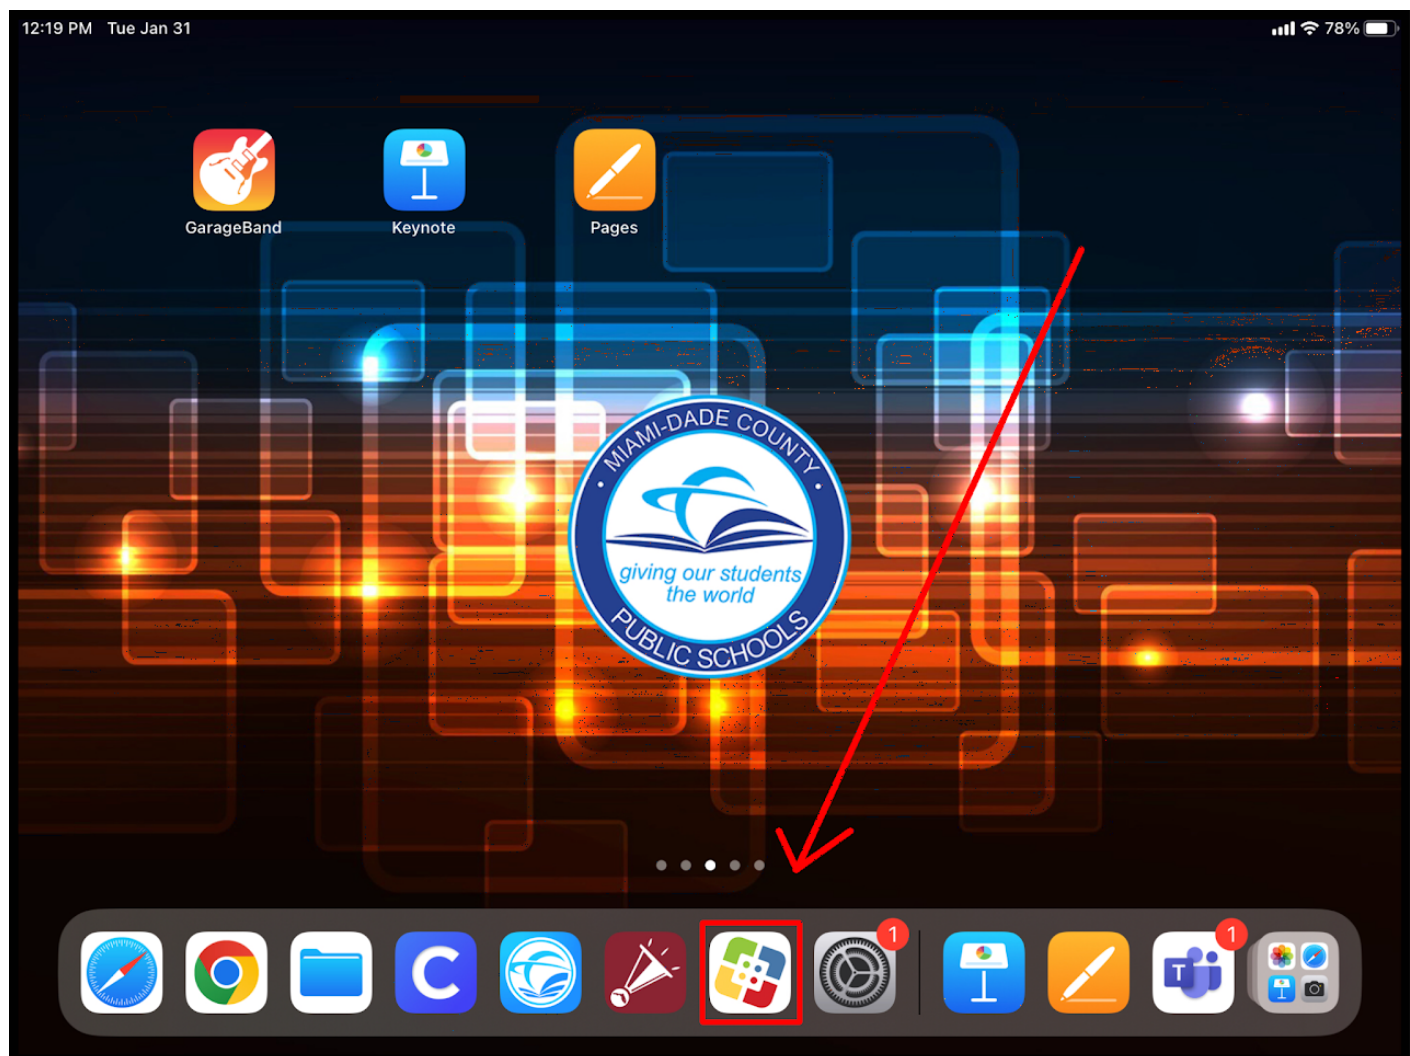 12:19 PM Tue Jan 31
78%
GarageBand
Keynote
Pages
MIAMI-DADE COUNTY
giving our students
the world
PUBLIC SCHOOLS
C
1
T
1